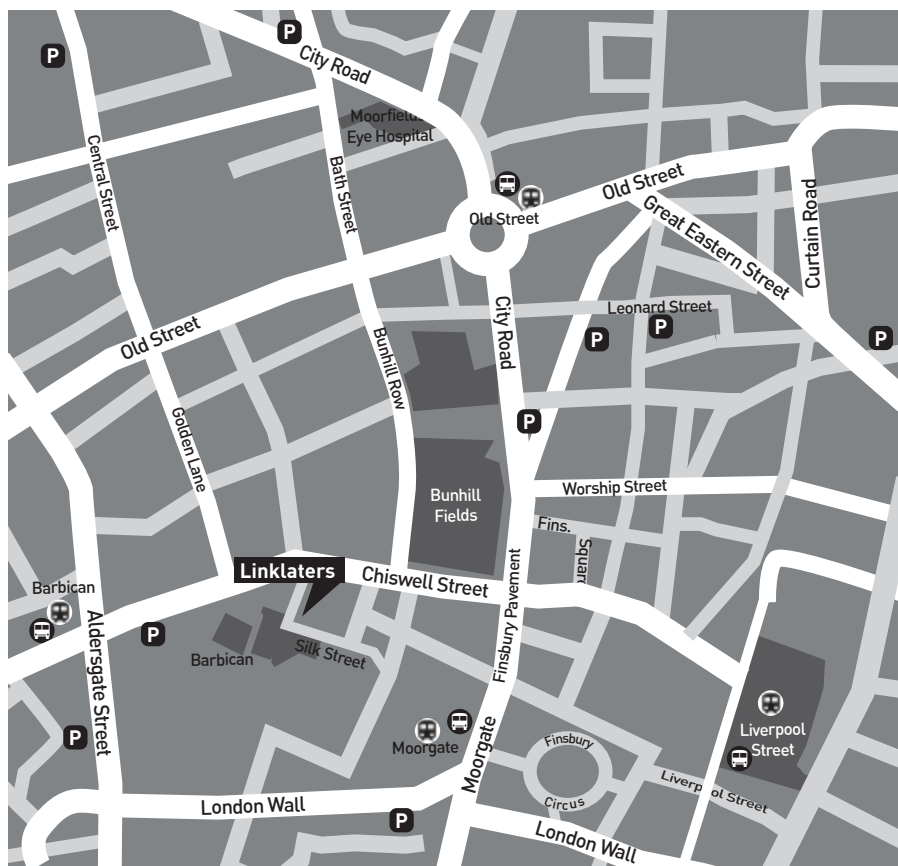 P
P
City Road
Moorfields
Eye Hospital
Central Street
Bath Street
Old Street
Old Street
Great Eastern Street
Curtain Road
City Road
Leonard Street
P
P
P
Old Street
Bunhill Row
Golden Lane
P
Worship Street
Bunhill
Fields
Fins.
Squar
Linklaters
Chiswell Street
Finsbury Pavement
Barbican
P
Aldersgate Street
Barbican
Silk Street
P
Moorgate
Moorgate
Finsbury
Circus
Liverpool
Street
Liverpool Street
London Wall
P
London Wall